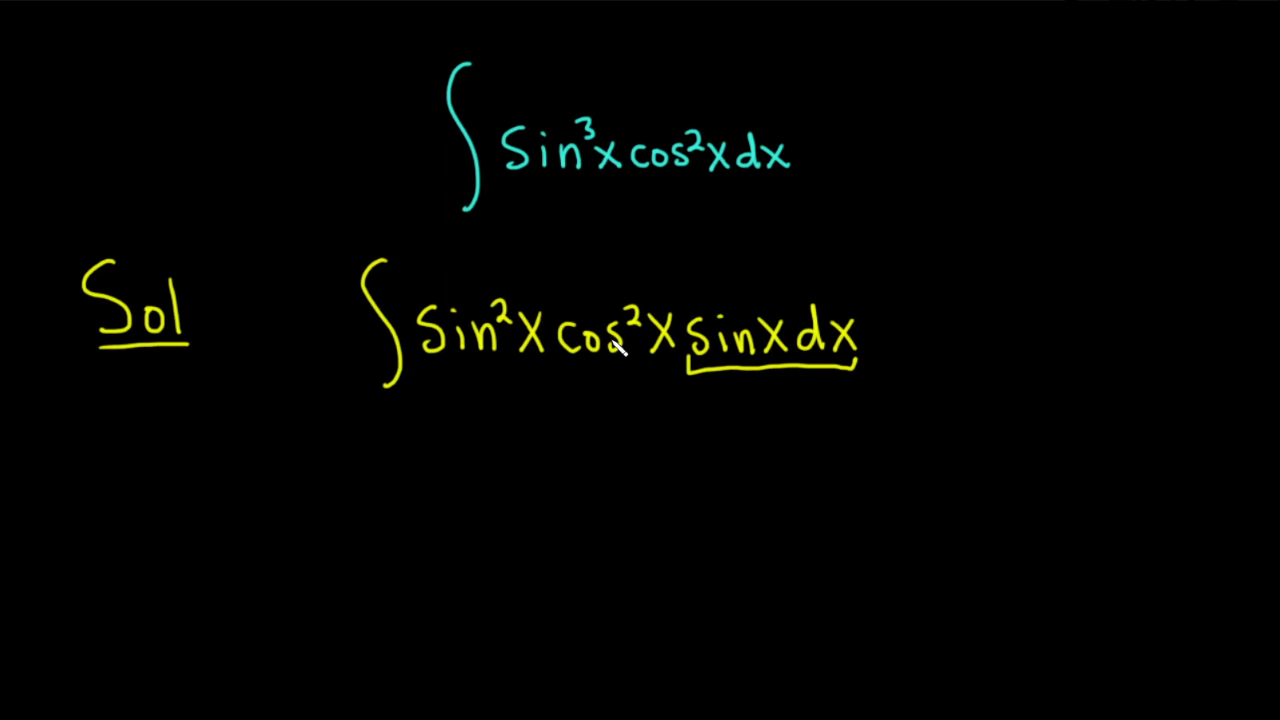 ∫ Sin³x cos²x dx
Sol ∫ Sin²x cos²x sinx dx